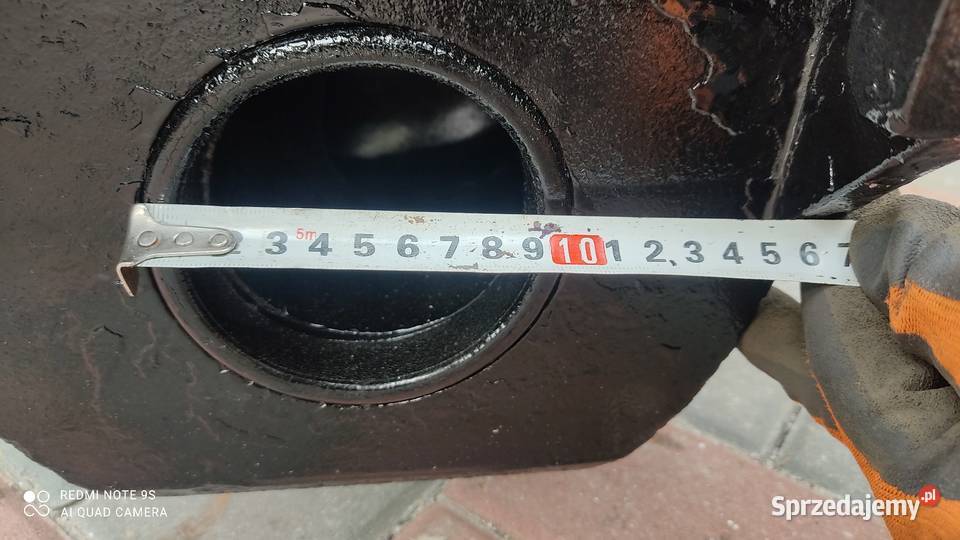 5m
2 3 4 5 6 7 8 9 10 1 2 3 4 5 6 7
REDMI NOTE 9S
AI QUAD CAMERA
Sprzedajemy.pl